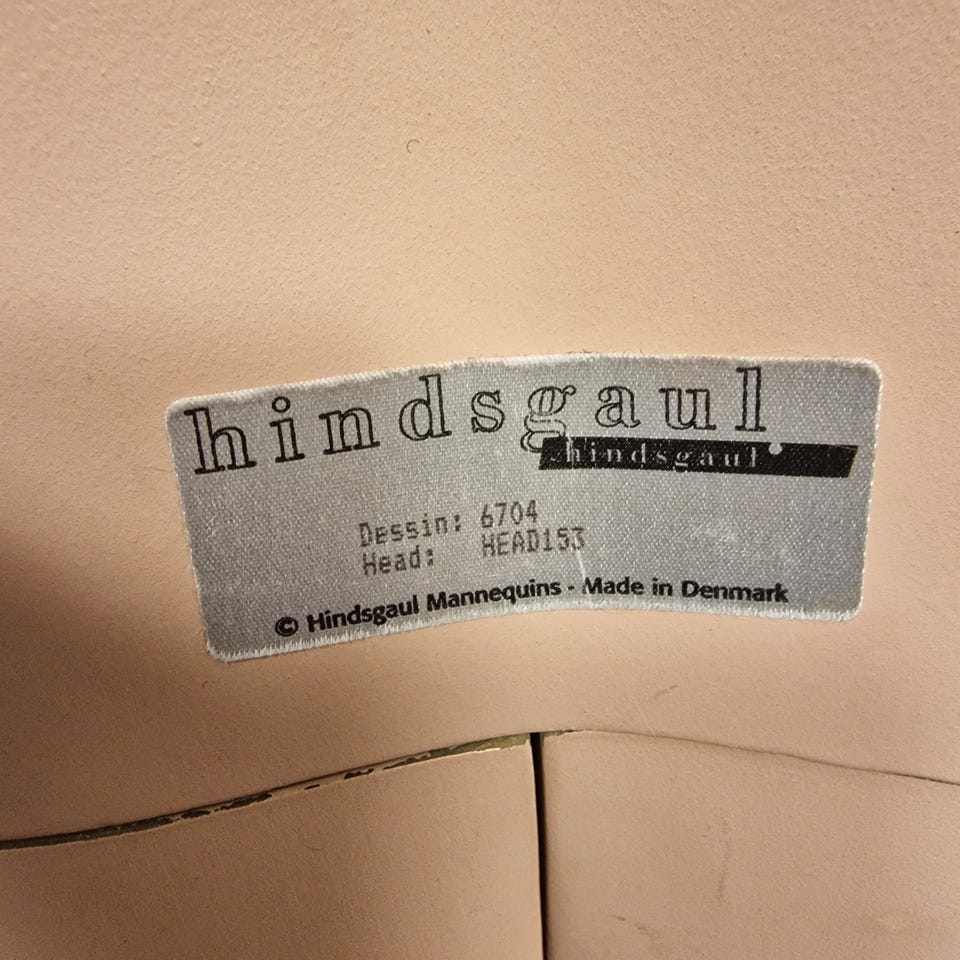 hindsgaul
hindsgaul
Dessin: 6704
Head: HEAD153
© Hindsgaul Mannequins · Made in Denmark